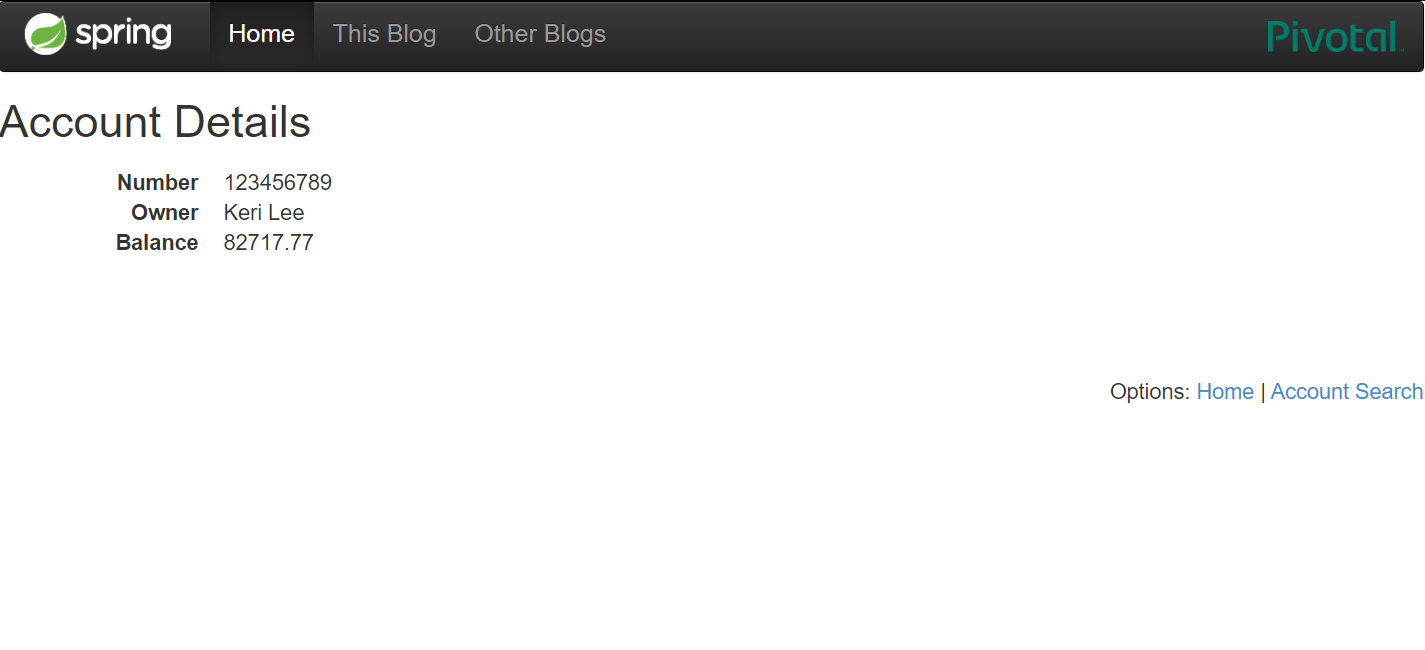 spring Home This Blog Other Blogs Pivotal
Account Details
Number 123456789
Owner Keri Lee
Balance 82717.77
Options: Home | Account Search